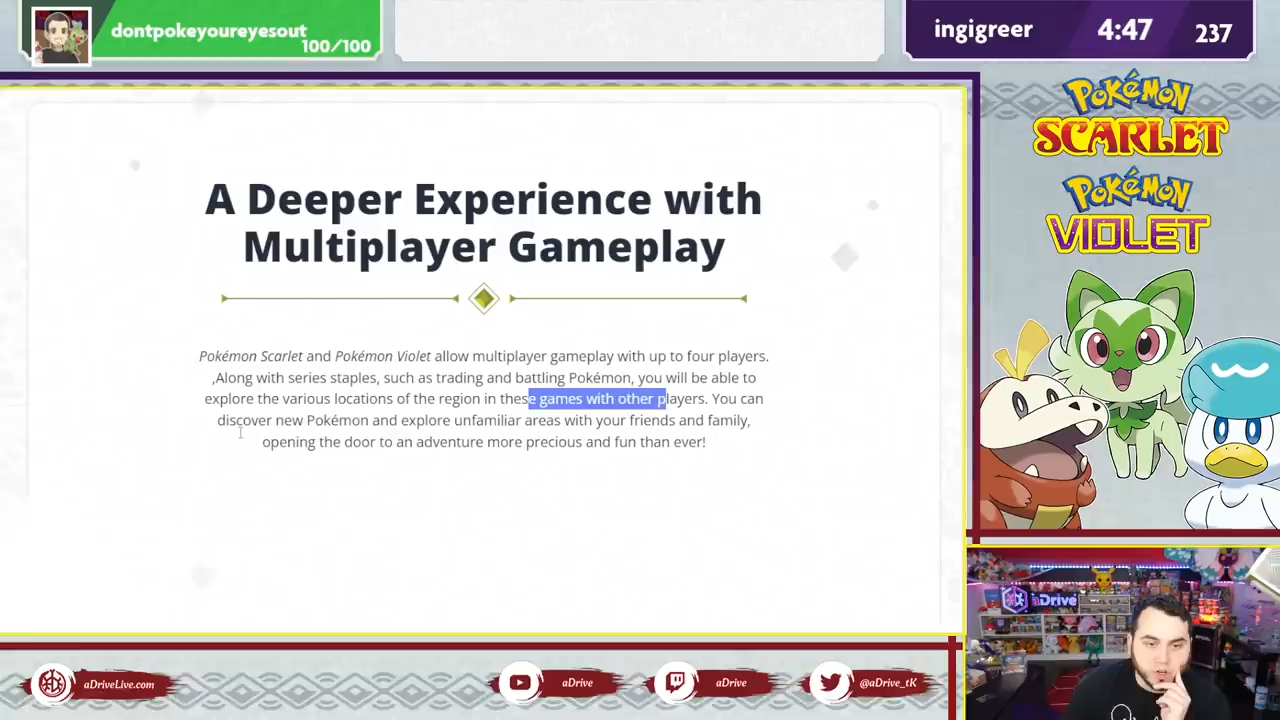 dontpokeyoureyesout
100/100
ingigreer 4:47 237
POKéMON
SCARLET
POKéMON
VIOLET
A Deeper Experience with
Multiplayer Gameplay
Pokémon Scarlet and Pokémon Violet allow multiplayer gameplay with up to four players.
,Along with series staples, such as trading and battling Pokémon, you will be able to
explore the various locations of the region in these games with other players. You can
discover new Pokémon and explore unfamiliar areas with your friends and family,
opening the door to an adventure more precious and fun than ever!
aDrive
aDriveLive.com
aDrive
aDrive
@aDrive_tK